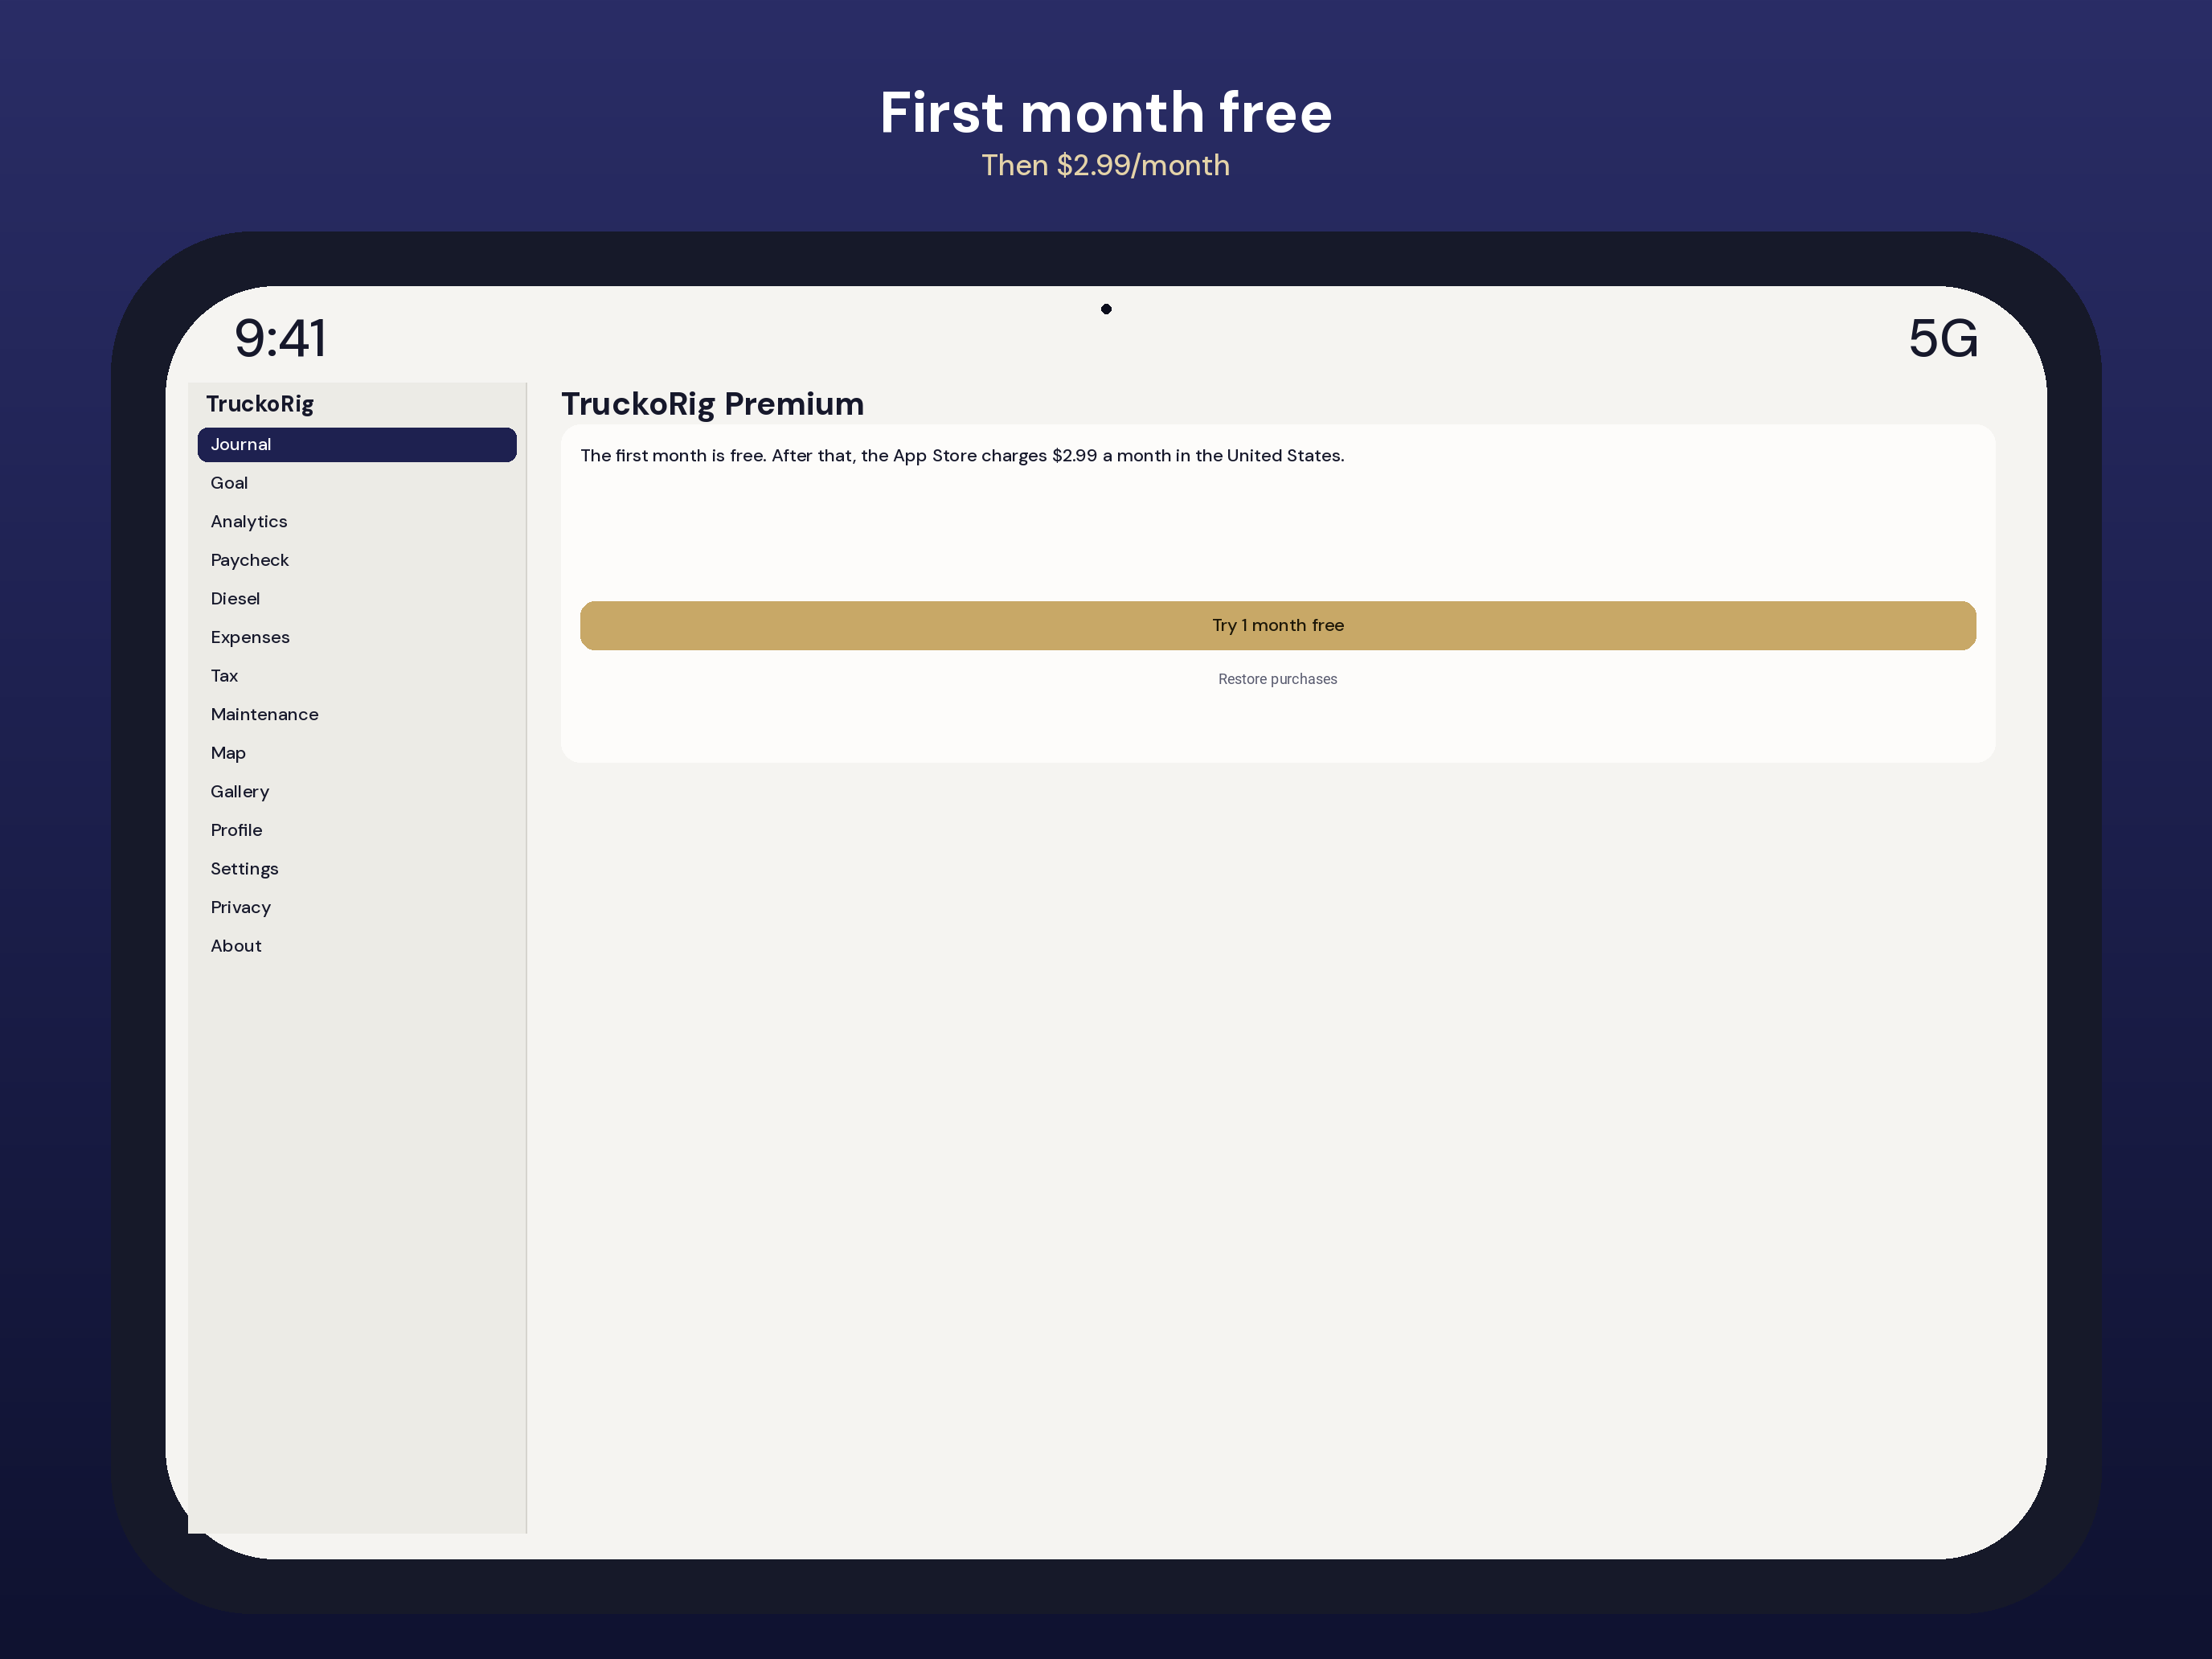 First month free
Then $2.99/month
9:41
5G
TruckoRig
Journal
Goal
Analytics
Paycheck
Diesel
Expenses
Tax
Maintenance
Map
Gallery
Profile
Settings
Privacy
About
TruckoRig Premium
The first month is free. After that, the App Store charges $2.99 a month in the United States.
Try 1 month free
Restore purchases